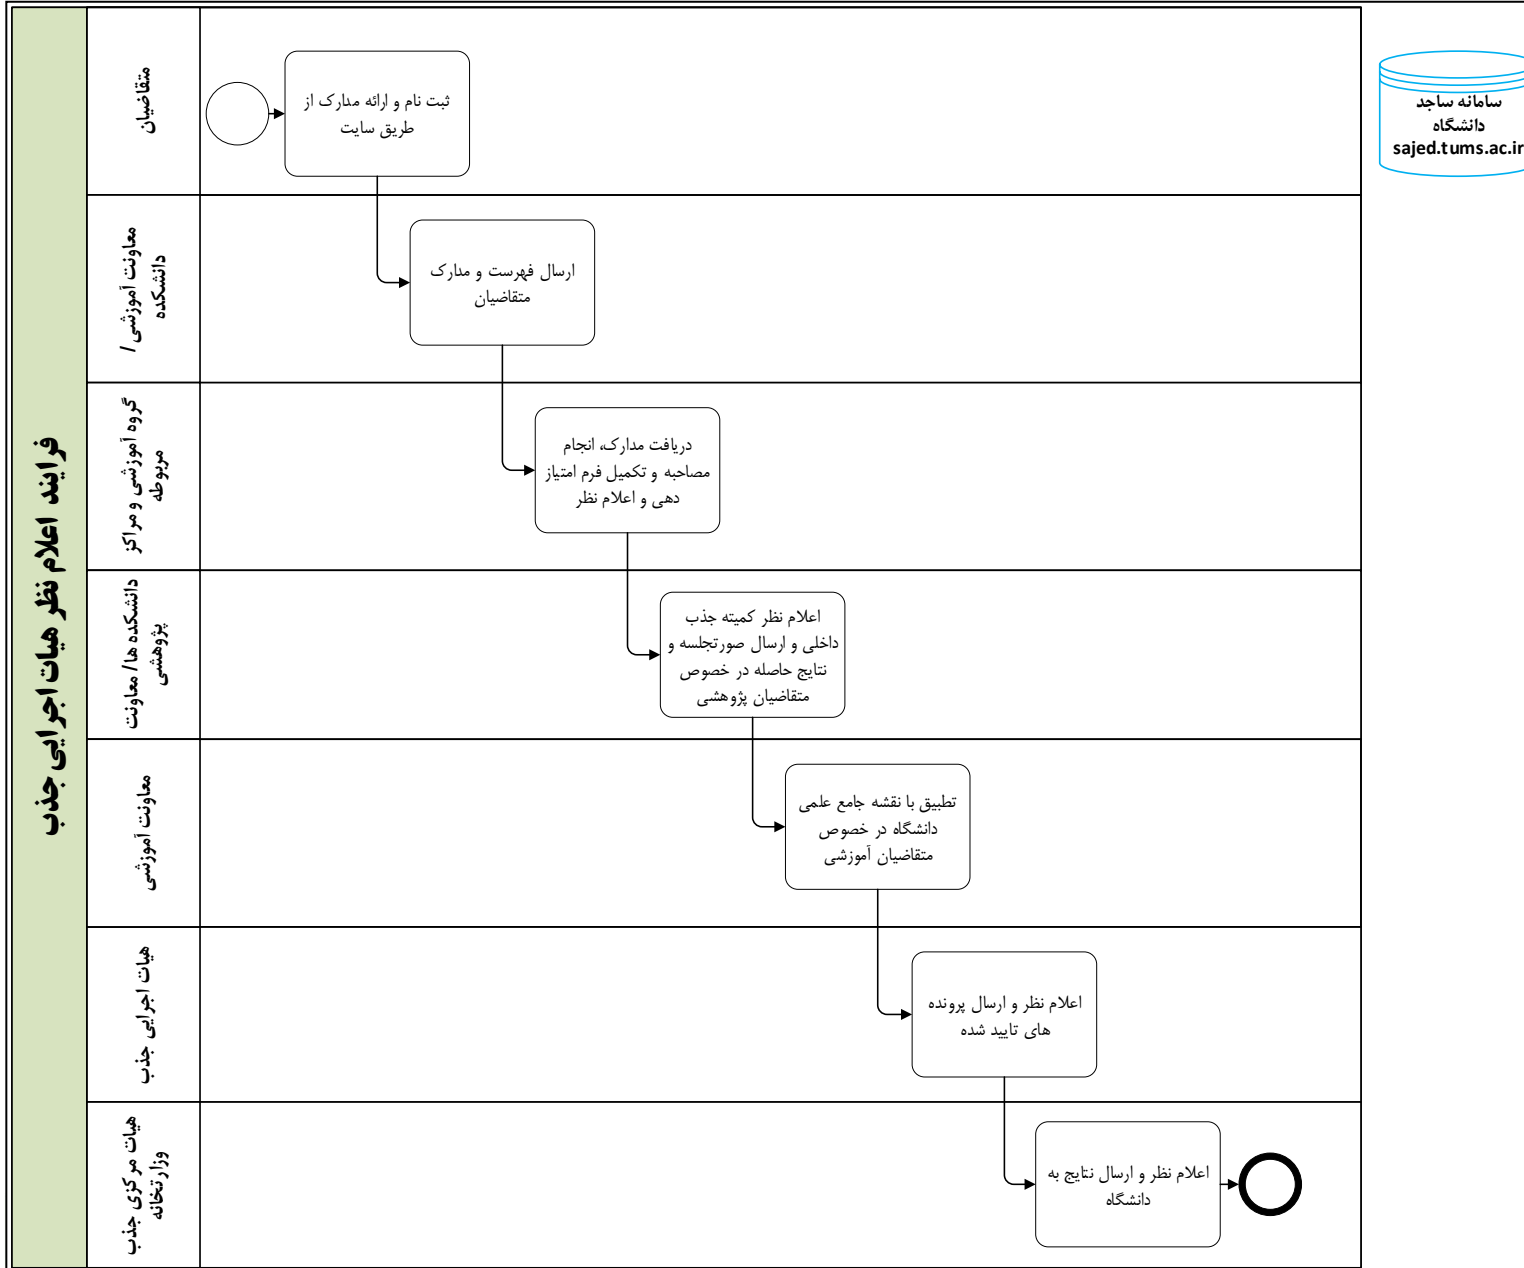 فرایند اعلام نظر هیات اجرایی جذب
متقاضیان
ثبت نام و ارائه مدارک از
طریق سایت
سامانه ساجد
دانشگاه
sajed.tums.ac.ir
معاونت آموزشی /
دانشکده
ارسال فهرست و مدارک
متقاضیان
گروه آموزشی و مراکز
مربوطه
دریافت مدارک، انجام
مصاحبه و تکمیل فرم امتیاز
دهی و اعلام نظر
دانشکده ها/ معاونت
پژوهشی
اعلام نظر کمیته جذب
داخلی و ارسال صورتجلسه و
نتایج حاصله در خصوص
متقاضیان پژوهشی
معاونت آموزشی
تطبیق با نقشه جامع علمی
دانشگاه در خصوص
متقاضیان آموزشی
هیات اجرایی جذب
اعلام نظر و ارسال پرونده
های تایید شده
هیات مرکزی جذب
وزارتخانه
اعلام نظر و ارسال نتایج به
دانشگاه